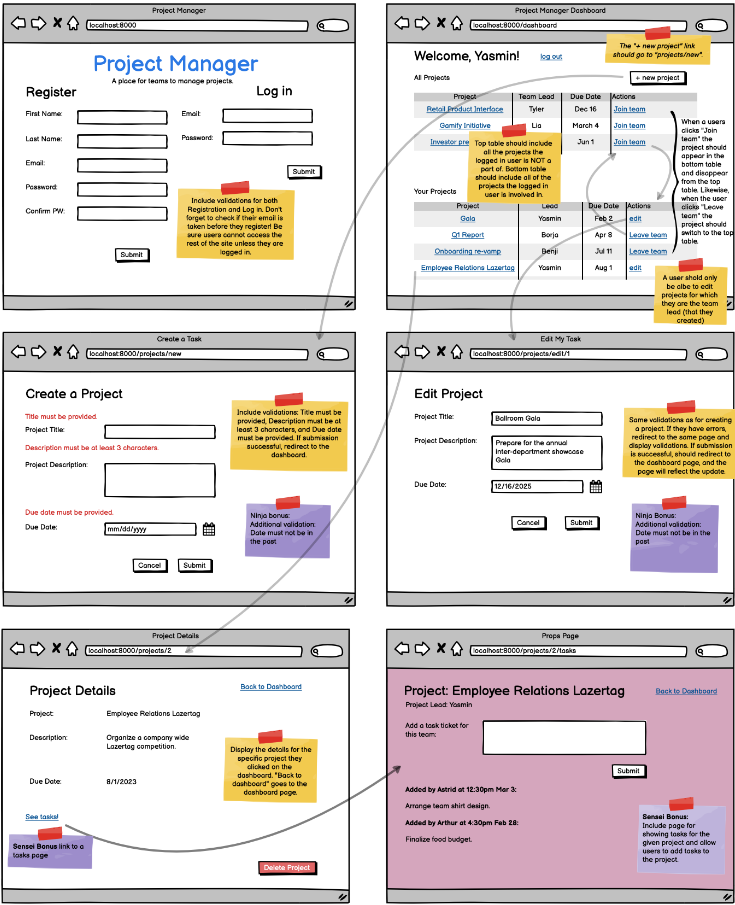 Project Manager
localhost:8000
Project Manager
A place for teams to manage projects.
Register
Log in
First Name:
Last Name:
Email:
Password:
Confirm PW:
Submit
Email:
Password:
Submit
Include validations for both
Registration and Log in. Don't
forget to check if their email is
taken before they register! Be
sure users cannot access the
rest of the site unless they are
logged in.
Project Manager Dashboard
localhost:8000/dashboard
The "+ new project" link
should go to "projects/new".
Welcome, Yasmin!
log out
All Projects
+ new project
Project Team Lead Due Date Actions
Retail Product Interface Tyler Dec 16 Join team
Gamify Initiative Lia March 4 Join team
Investor pre Jun 1 Join team
Top table should include
all the projects the
logged in user is NOT a
part of. Bottom table
should include all of the
projects the logged in
user is involved in.
When a users
clicks "Join
team" the
project should
appear in the
bottom table
and disappear
from the top
table. Likewise,
when the user
clicks "Leave
team" the
project should
switch to the top
table.
Your Projects
Project Lead Due Date Actions
Gala Yasmin Feb 2 edit
Q1 Report Borja Apr 8 Leave team
Onboarding re-vamp Benji Jul 11 Leave team
Employee Relations Lazertag Yasmin Aug 1 edit
A user shold only
be albe to edit
projects for which
they are the team
lead (that they
created)
Create a Task
localhost:8000/projects/new
Create a Project
Title must be provided.
Project Title:
Description must be at least 3 characters.
Project Description:
Due date must be provided.
Due Date:
mm/dd/yyyy
Cancel
Submit
Include validations: Title must be
provided, Description must be at
least 3 characters, and Due date
must be provided. If submission
successful, redirect to the
dashboard.
Ninja bonus:
Additional validation:
Date must not be in
the past
Edit My Task
localhost:8000/projects/edit/1
Edit Project
Project Title:
Ballroom Gala
Project Description:
Prepare for the annual
Inter-department showcase
Gala
Due Date:
12/16/2025
Cancel
Submit
Same validations as for creating
a project. If they have errors,
redirect to the same page and
display validations. If submission
is successful, should redirect to
the dashboard page, and the
page will reflect the update.
Ninja Bonus:
Additional validation:
Date must not be in the
past
Project Details
localhost:8000/projects/2
Project Details
Back to Dashboard
Project:
Employee Relations Lazertag
Description:
Organize a company wide
Lazertag competition.
Due Date:
8/1/2023
Display the details for the
specific project they
clicked on the
dashboard. "Back to
dashboard" goes to the
dashboard page.
See tasks!
Sensei Bonus link to a
tasks page
Delete Project
Props Page
localhost:8000/projects/2/tasks
Project: Employee Relations Lazertag
Back to Dashboard
Project Lead: Yasmin
Add a task ticket for
this team:
Submit
Added by Astrid at 12:30pm Mar 3:
Arrange team shirt design.
Added by Arthur at 4:30pm Feb 28:
Finalize food budget.
Sensei Bonus:
Include page for
showing tasks for the
given project and allow
users to add tasks to
the project.